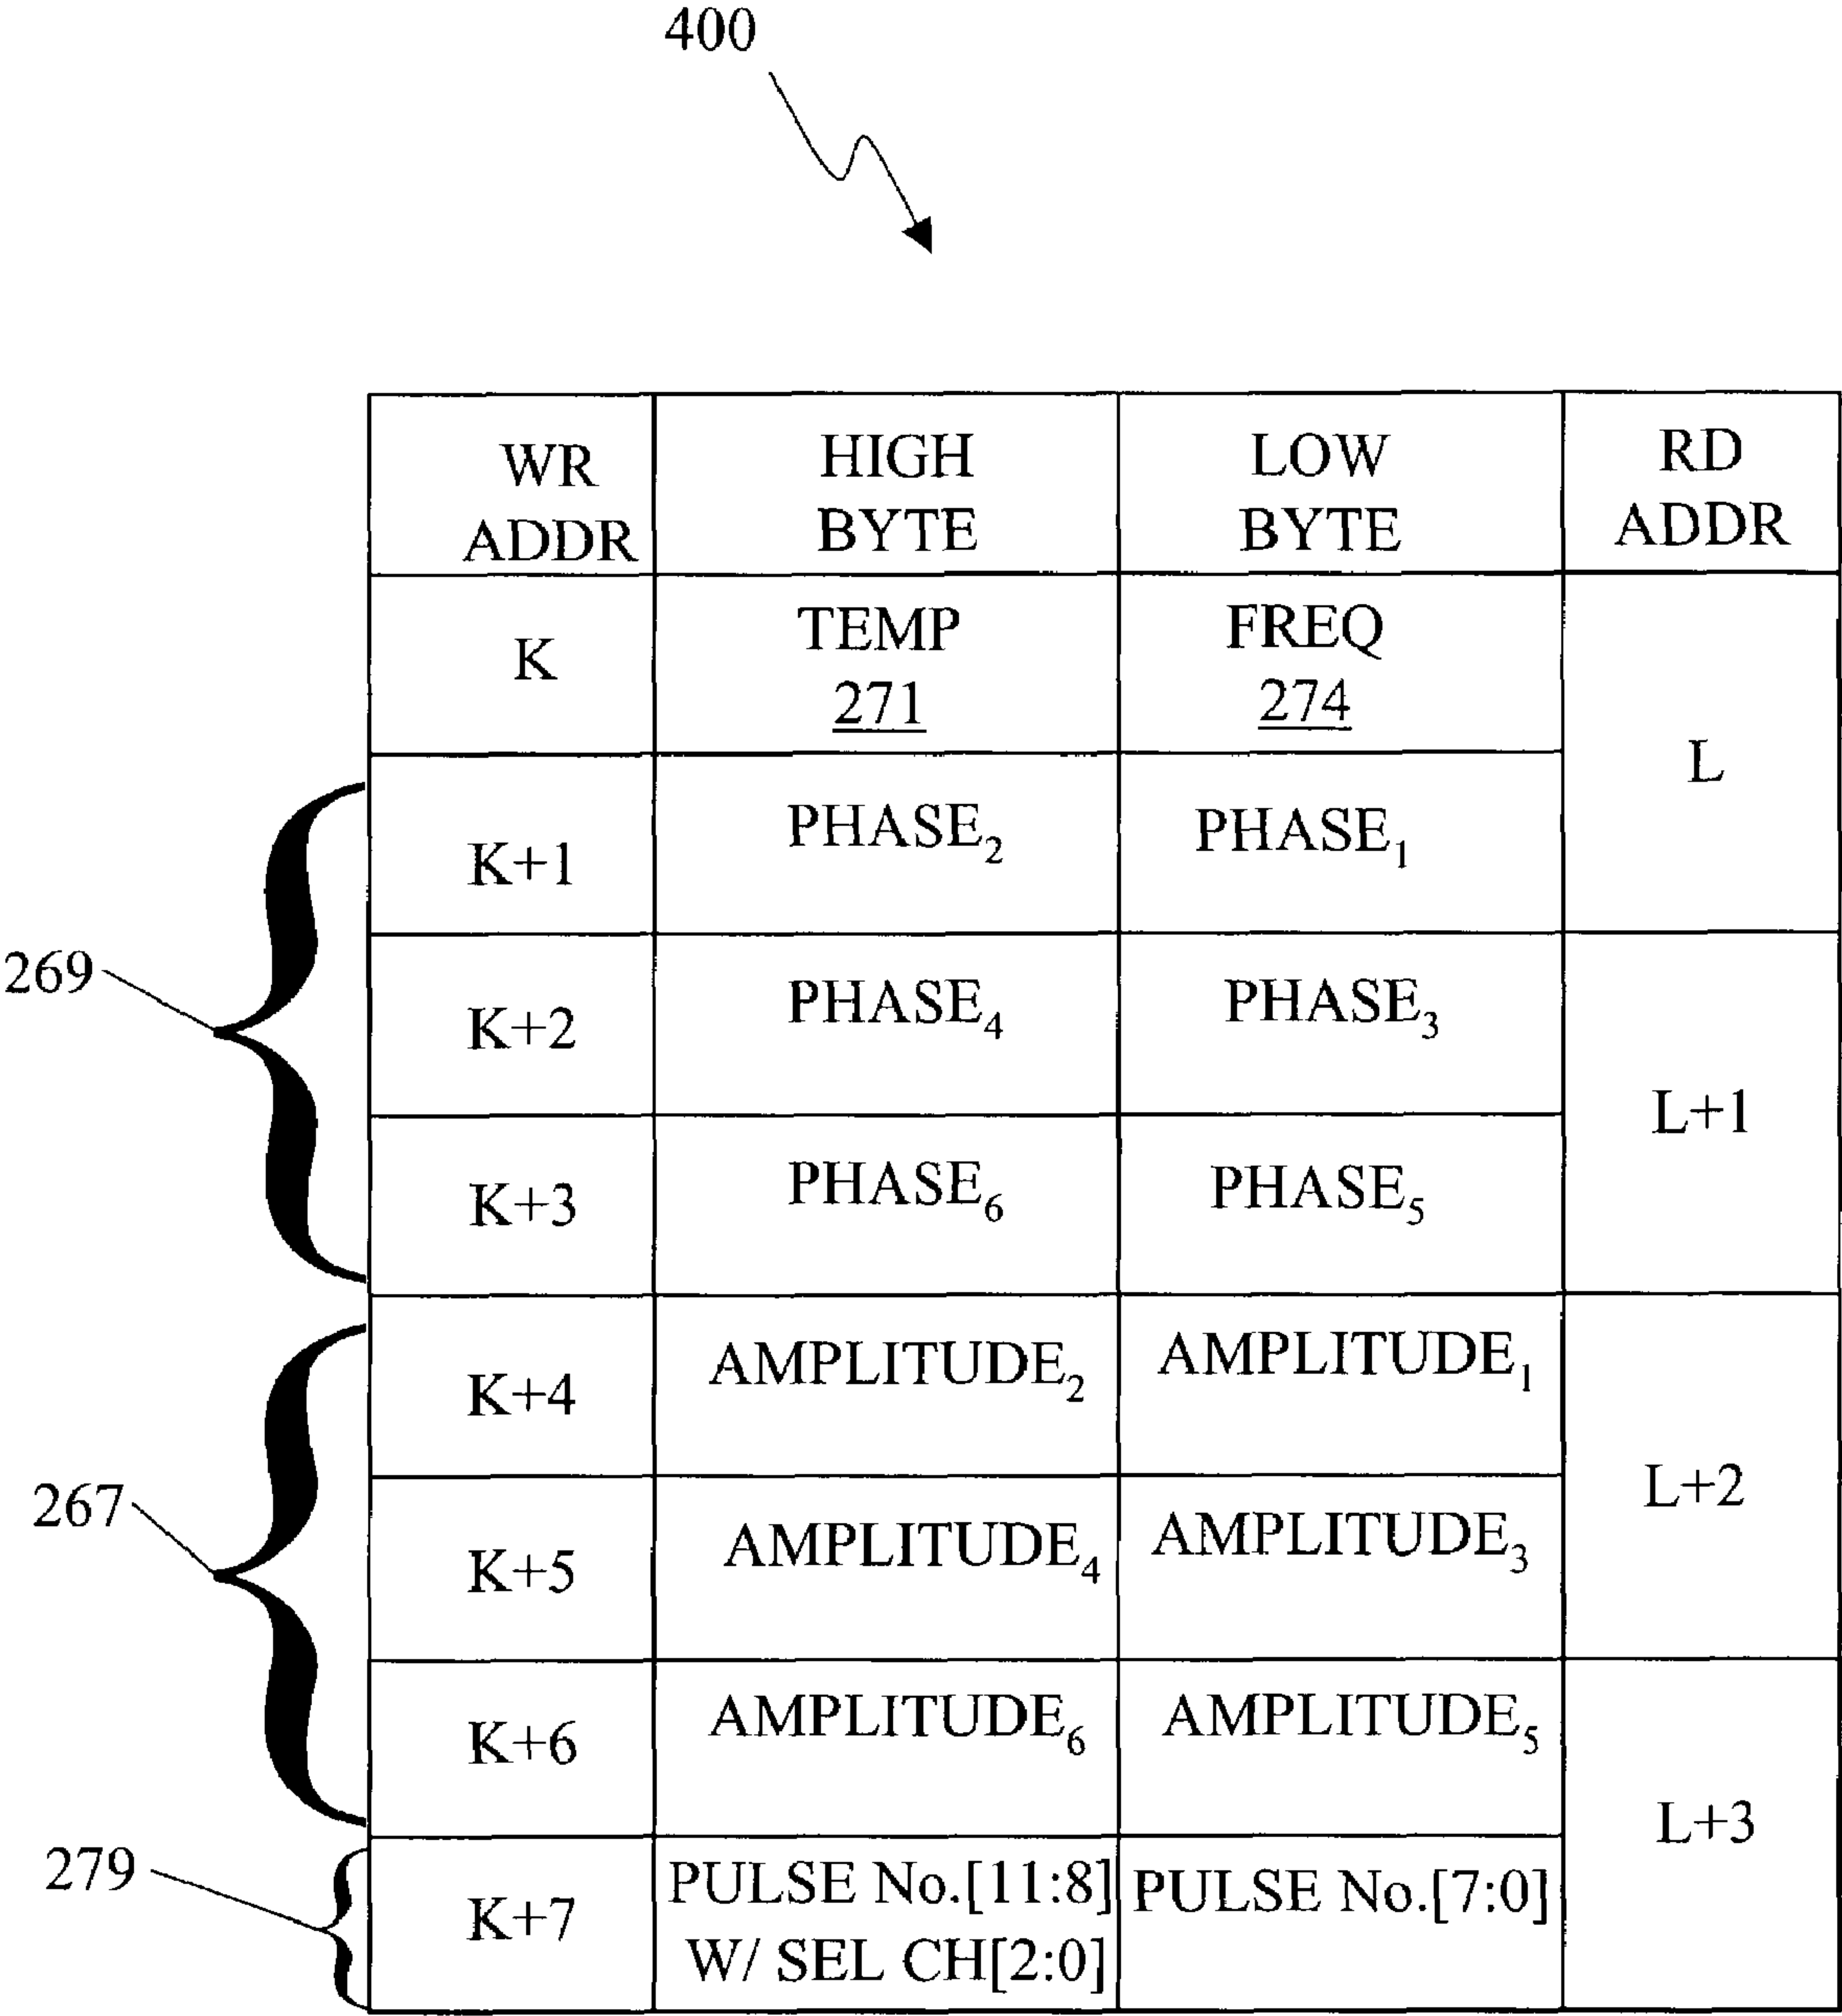 400
WR ADDR HIGH BYTE LOW BYTE RD ADDR
K TEMP 271 FREQ 274 L
K+1 PHASE₂ PHASE₁
269
K+2 PHASE₄ PHASE₃ L+1
K+3 PHASE₆ PHASE₅
K+4 AMPLITUDE₂ AMPLITUDE₁ L+2
267
K+5 AMPLITUDE₄ AMPLITUDE₃
K+6 AMPLITUDE₆ AMPLITUDE₅ L+3
279
K+7 PULSE No.[11:8] W/ SEL CH[2:0] PULSE No.[7:0]